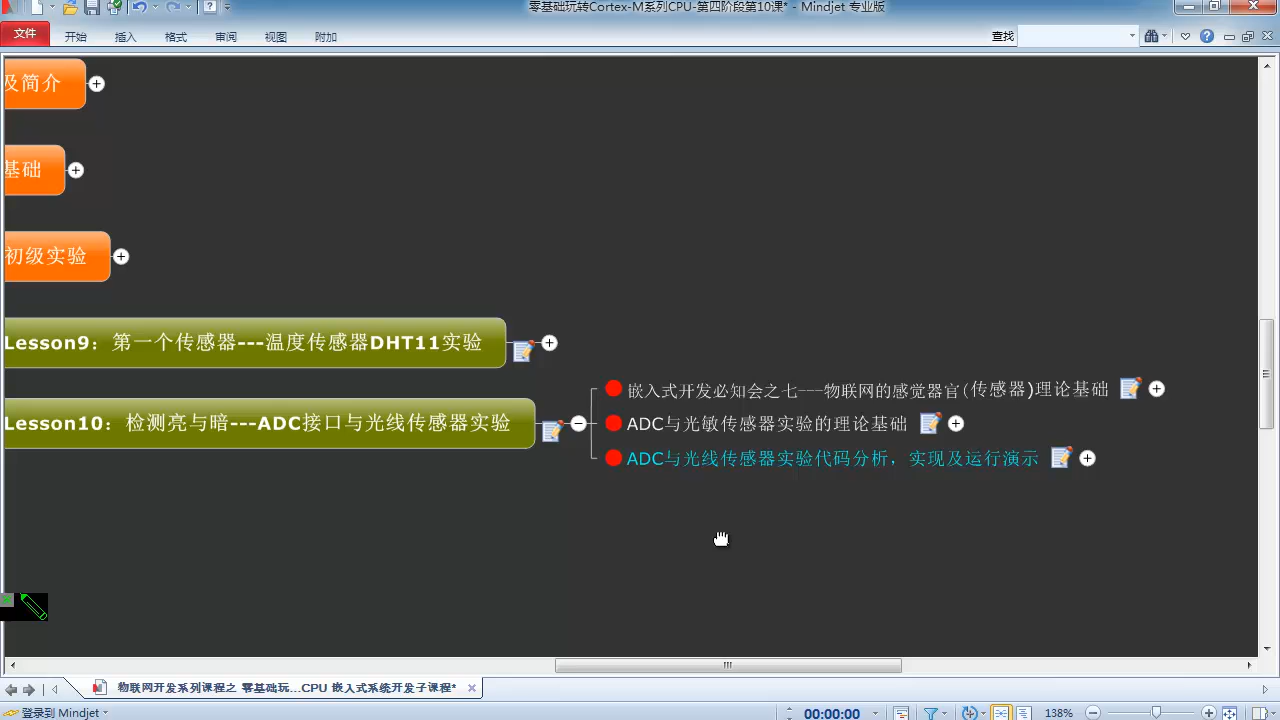 零基础玩转Cortex-M系列CPU-第四阶段第10课* - Mindjet 专业版
文件 开始 插入 格式 审阅 视图 附加 查找
及简介
基础
初级实验
Lesson9：第一个传感器---温度传感器DHT11实验
嵌入式开发必知会之七---物联网的感觉器官(传感器)理论基础
Lesson10：检测亮与暗---ADC接口与光线传感器实验
ADC与光敏传感器实验的理论基础
ADC与光线传感器实验代码分析，实现及运行演示
物联网开发系列课程之 零基础玩...CPU 嵌入式系统开发子课程*
登录到 Mindjet
00:00:00
138%